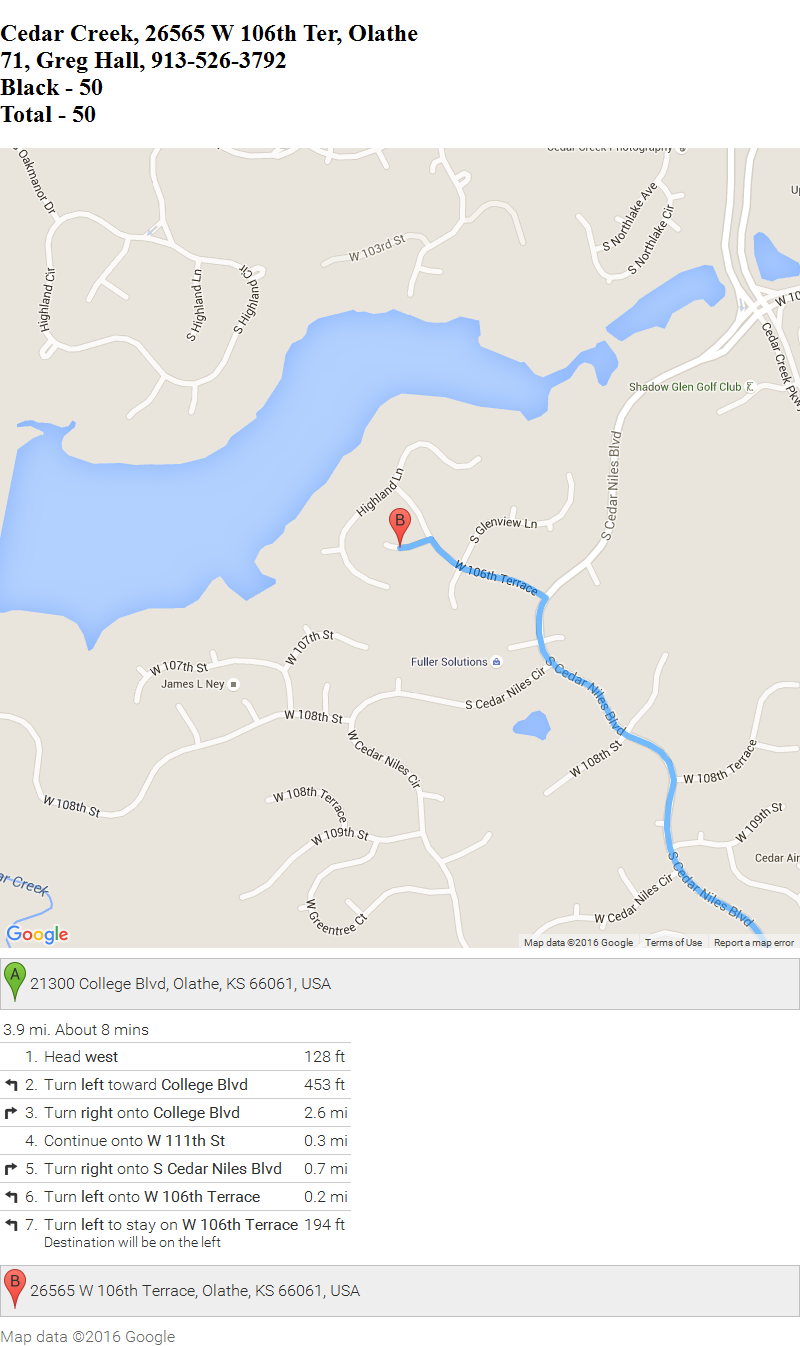 Cedar Creek, 26565 W 106th Ter, Olathe
71, Greg Hall, 913-526-3792
Black - 50
Total - 50
Cedar Creek Photography
S Oakmanor Dr
W 103rd St
S Northlake Ave
S Northlake Cir
Highland Cir
S Highland Ln
S Highland Cir
W 10
Cedar Creek Pkwy
Shadow Glen Golf Club
S Cedar Niles Blvd
Highland Ln
B
S Glenview Ln
W 106th Terrace
W 107th St
W 107th St
Fuller Solutions
James L Ney
S Cedar Niles Cir
S Cedar Niles Blvd
W 108th St
W Cedar Niles Cir
W 108th St
W 108th Terrace
W 108th St
W 108th Terrace
W 109th St
W 109th St
Cedar Air
ar Creek
W Greentree Ct
W Cedar Niles Cir
S Cedar Niles Blvd
Google
Map data ©2016 Google Terms of Use Report a map error
A 21300 College Blvd, Olathe, KS 66061, USA
3.9 mi. About 8 mins
1. Head west 128 ft
2. Turn left toward College Blvd 453 ft
3. Turn right onto College Blvd 2.6 mi
4. Continue onto W 111th St 0.3 mi
5. Turn right onto S Cedar Niles Blvd 0.7 mi
6. Turn left onto W 106th Terrace 0.2 mi
7. Turn left to stay on W 106th Terrace 194 ft
Destination will be on the left
B 26565 W 106th Terrace, Olathe, KS 66061, USA
Map data ©2016 Google